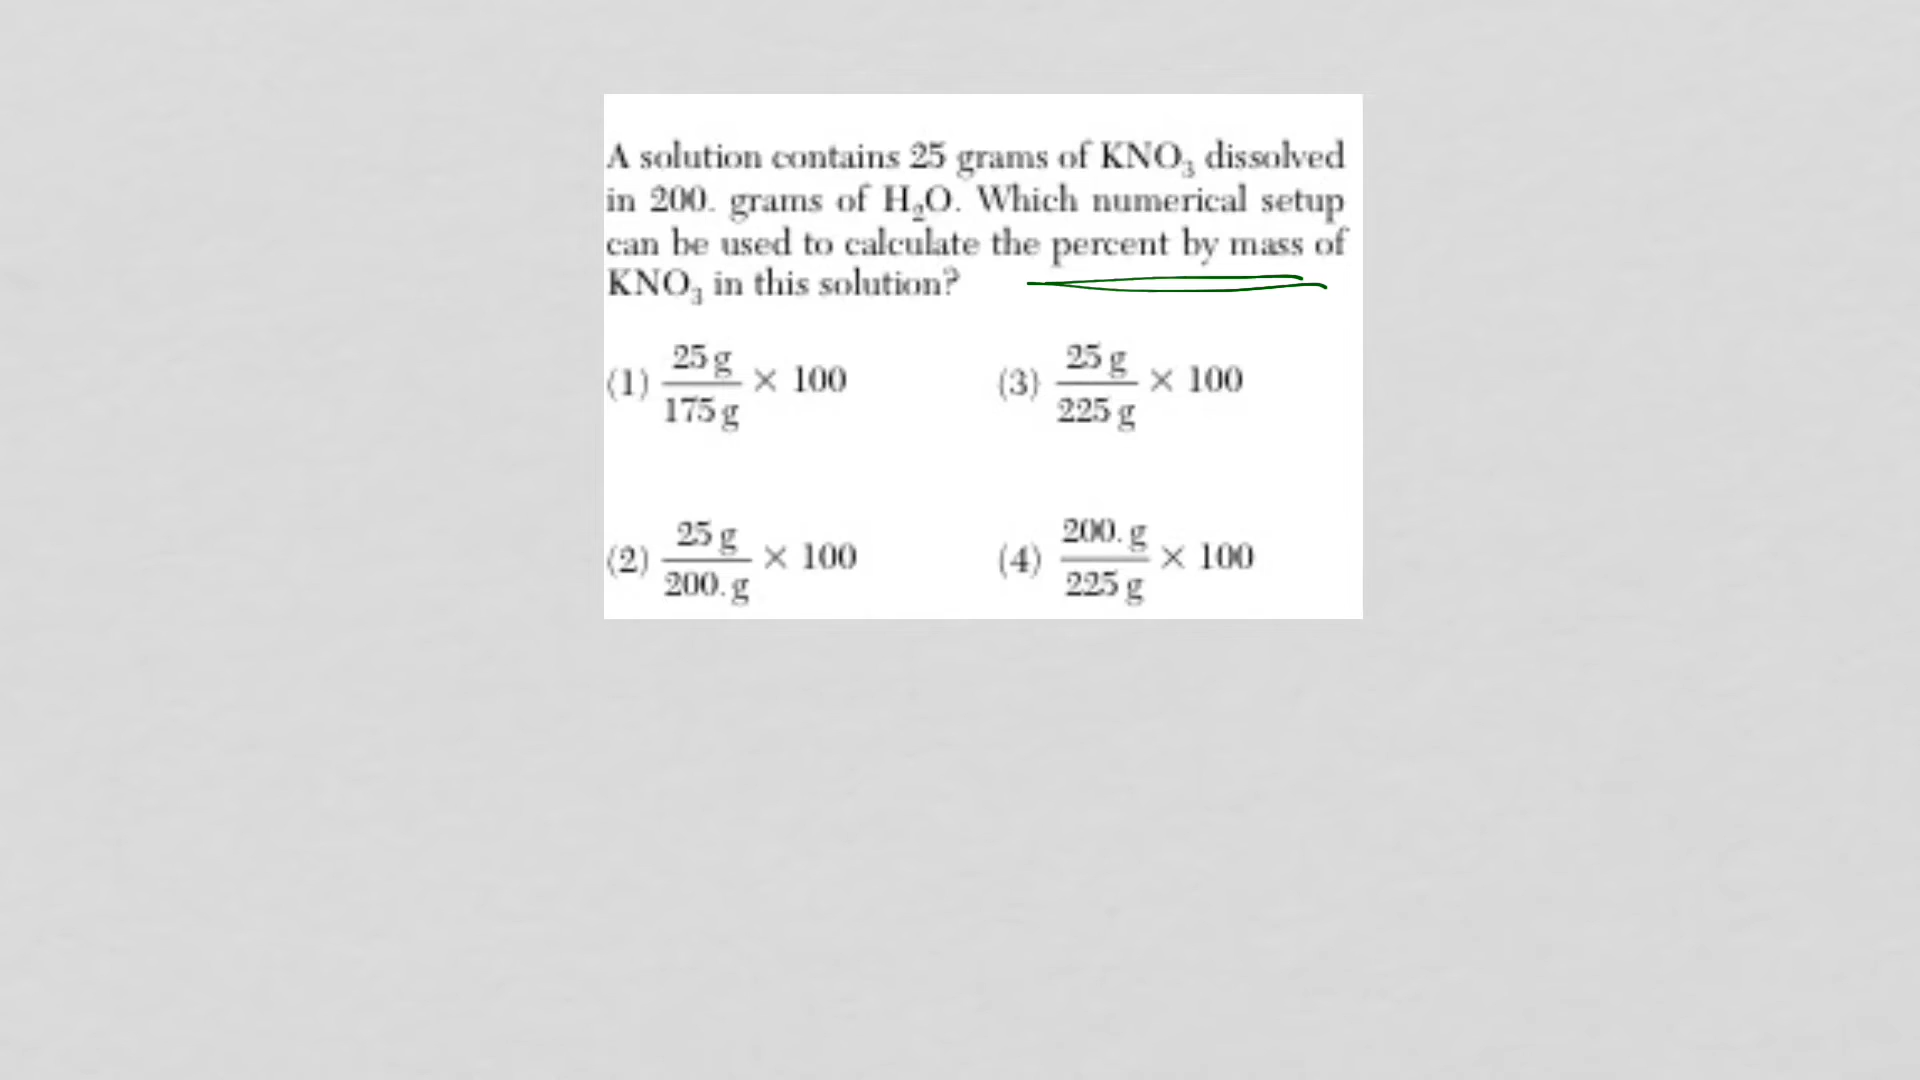 A solution contains 25 grams of KNO₃ dissolved
in 200. grams of H₂O. Which numerical setup
can be used to calculate the percent by mass of
KNO₃ in this solution?
(1) 25 g / 175 g × 100
(3) 25 g / 225 g × 100
(2) 25 g / 200. g × 100
(4) 200. g / 225 g × 100